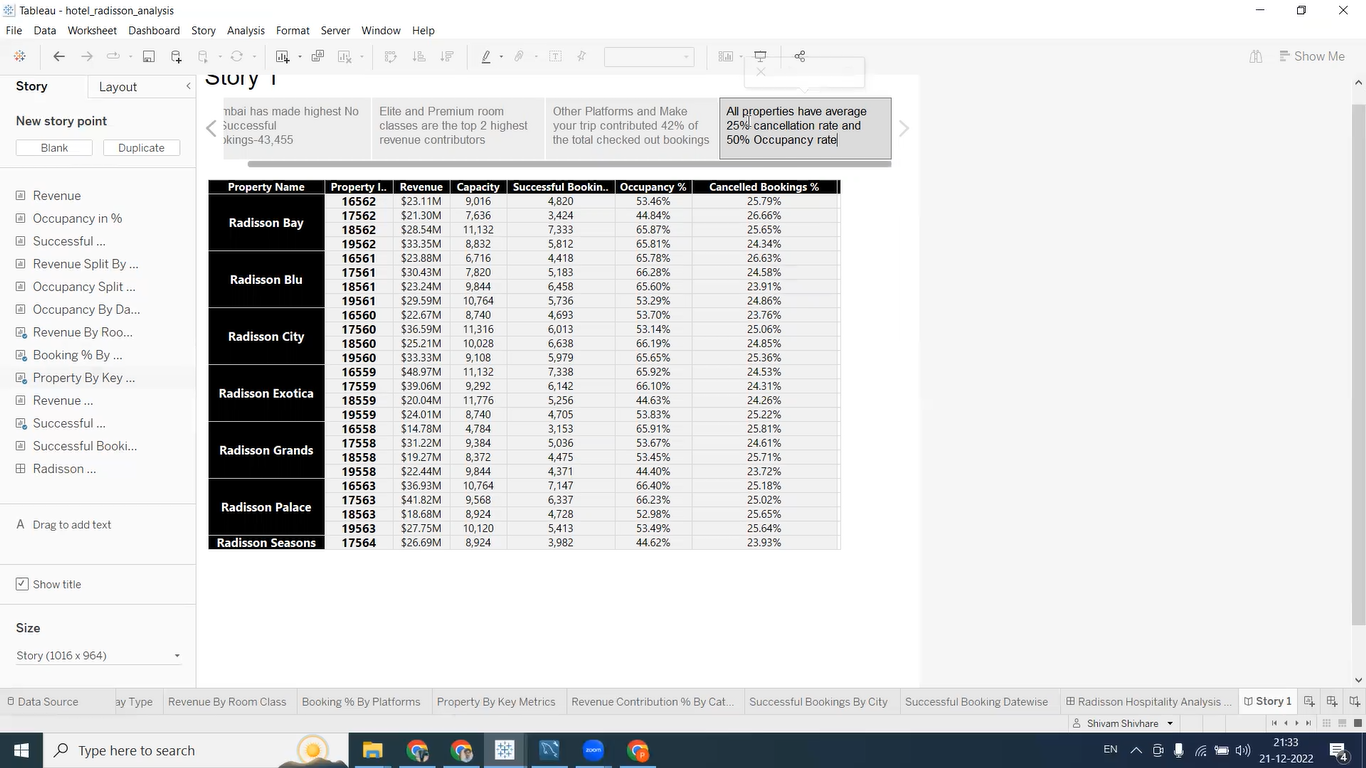 Tableau - hotel_radisson_analysis
File Data Worksheet Dashboard Story Analysis Format Server Window Help
Show Me
Story Layout
New story point
Blank Duplicate
Revenue
Occupancy in %
Successful ...
Revenue Split By ...
Occupancy Split ...
Occupancy By Da...
Revenue By Roo...
Booking % By ...
Property By Key ...
Revenue ...
Successful ...
Successful Booki...
Radisson ...
A Drag to add text
Show title
Size
Story (1016 x 964)
Story 1
mbai has made highest No
Successful
okings-43,455
Elite and Premium room
classes are the top 2 highest
revenue contributors
Other Platforms and Make
your trip contributed 42% of
the total checked out bookings
All properties have average
25% cancellation rate and
50% Occupancy rate
Property Name Property I.. Revenue Capacity Successful Bookin.. Occupancy % Cancelled Bookings %
Radisson Bay
16562 $23.11M 9,016 4,820 53.46% 25.79%
17562 $21.30M 7,636 3,424 44.84% 26.66%
18562 $28.54M 11,132 7,333 65.87% 25.65%
19562 $33.35M 8,832 5,812 65.81% 24.34%
Radisson Blu
16561 $23.88M 6,716 4,418 65.78% 26.63%
17561 $30.43M 7,820 5,183 66.28% 24.58%
18561 $23.24M 9,844 6,458 65.60% 23.91%
19561 $29.59M 10,764 5,736 53.29% 24.86%
Radisson City
16560 $22.67M 8,740 4,693 53.70% 23.76%
17560 $36.59M 11,316 6,013 53.14% 25.06%
18560 $25.21M 10,028 6,638 66.19% 24.85%
19560 $33.33M 9,108 5,979 65.65% 25.36%
Radisson Exotica
16559 $48.97M 11,132 7,338 65.92% 24.53%
17559 $39.06M 9,292 6,142 66.10% 24.31%
18559 $20.04M 11,776 5,256 44.63% 24.26%
19559 $24.01M 8,740 4,705 53.83% 25.22%
Radisson Grands
16558 $14.78M 4,784 3,153 65.91% 25.81%
17558 $31.22M 9,384 5,036 53.67% 24.61%
18558 $19.27M 8,372 4,475 53.45% 25.71%
19558 $22.44M 9,844 4,371 44.40% 23.72%
Radisson Palace
16563 $36.93M 10,764 7,147 66.40% 25.18%
17563 $41.82M 9,568 6,337 66.23% 25.02%
18563 $18.68M 8,924 4,728 52.98% 25.65%
19563 $27.75M 10,120 5,413 53.49% 25.64%
Radisson Seasons 17564 $26.69M 8,924 3,982 44.62% 23.93%
Data Source ay Type Revenue By Room Class Booking % By Platforms Property By Key Metrics Revenue Contribution % By Cat... Successful Bookings By City Successful Booking Datewise Radisson Hospitality Analysis ... Story 1
Shivam Shivhare
Type here to search
zoom
EN
21:33
21-12-2022
4